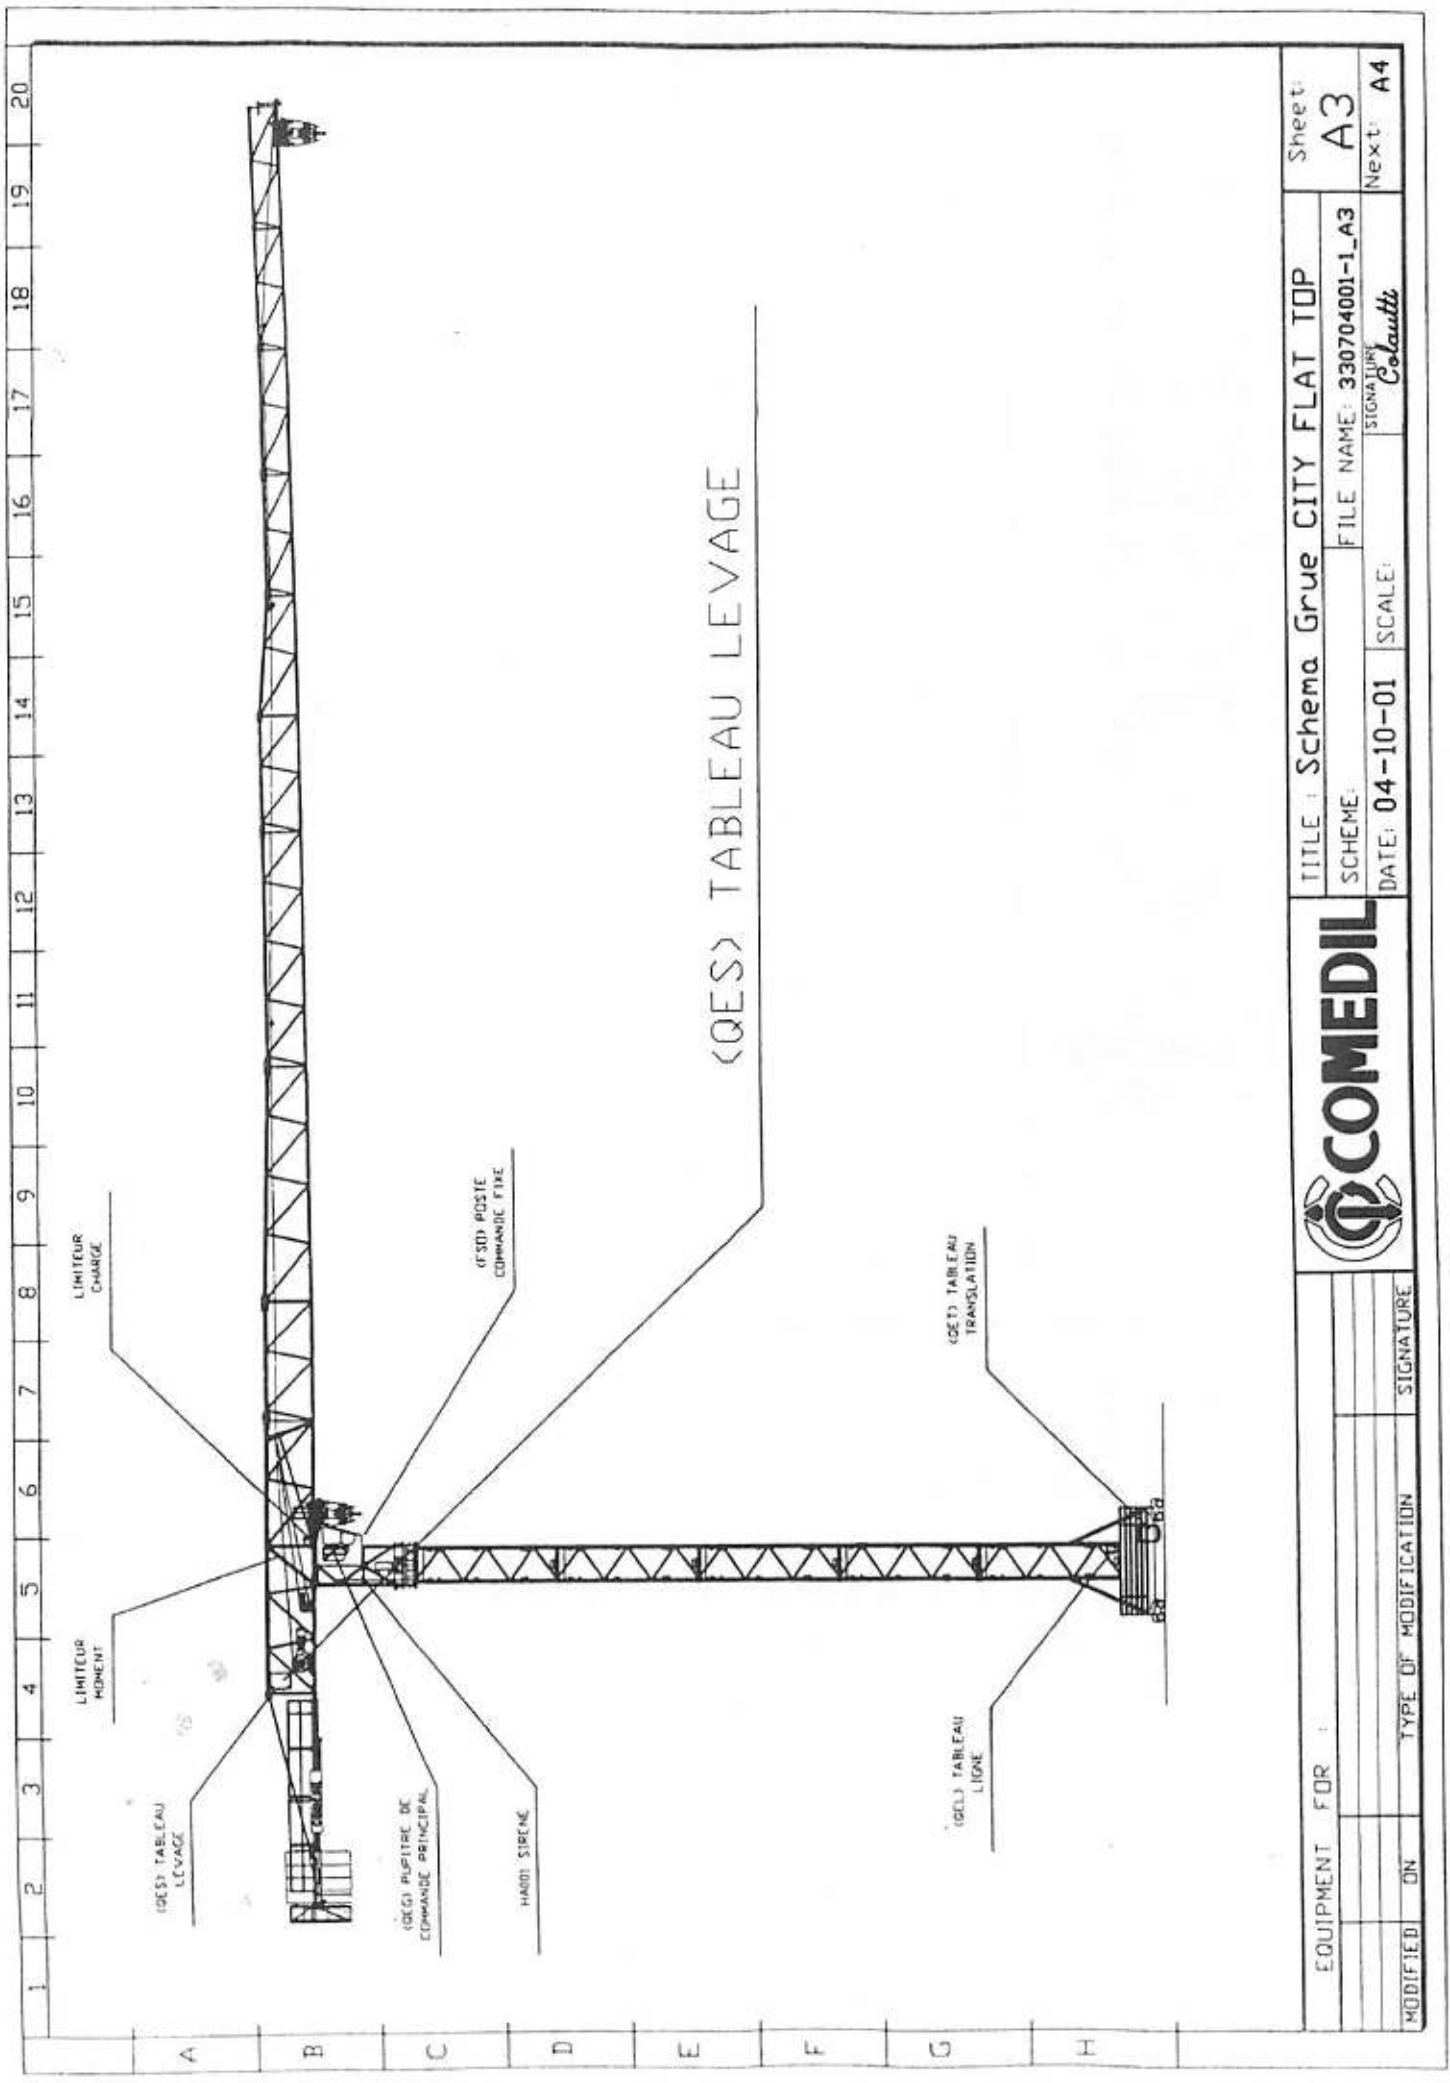 1 2 3 4 5 6 7 8 9 10 11 12 13 14 15 16 17 18 19 20
A
B
C
D
E
F
G
H
LIMITEUR
CHARGE
LIMITEUR
MOMENT
(QES) TABLEAU
LEVAGE
(FSO) POSTE
COMMANDE FIXE
(QEG) PUPITRE DE
COMMANDE PRINCIPAL
HA001 SIRENE
(QES) TABLEAU LEVAGE
(QET) TABLEAU
TRANSLATION
(QEL) TABLEAU
LIGNE
EQUIPMENT FOR :
MODIFIED ON TYPE OF MODIFICATION SIGNATURE
COMEDIL
TITLE : Schema Grue CITY FLAT TOP
SCHEME:
FILE NAME: 330704001-1_A3
DATE: 04-10-01
SCALE:
SIGNATURE
Colautti
Sheet:
A3
Next: A4